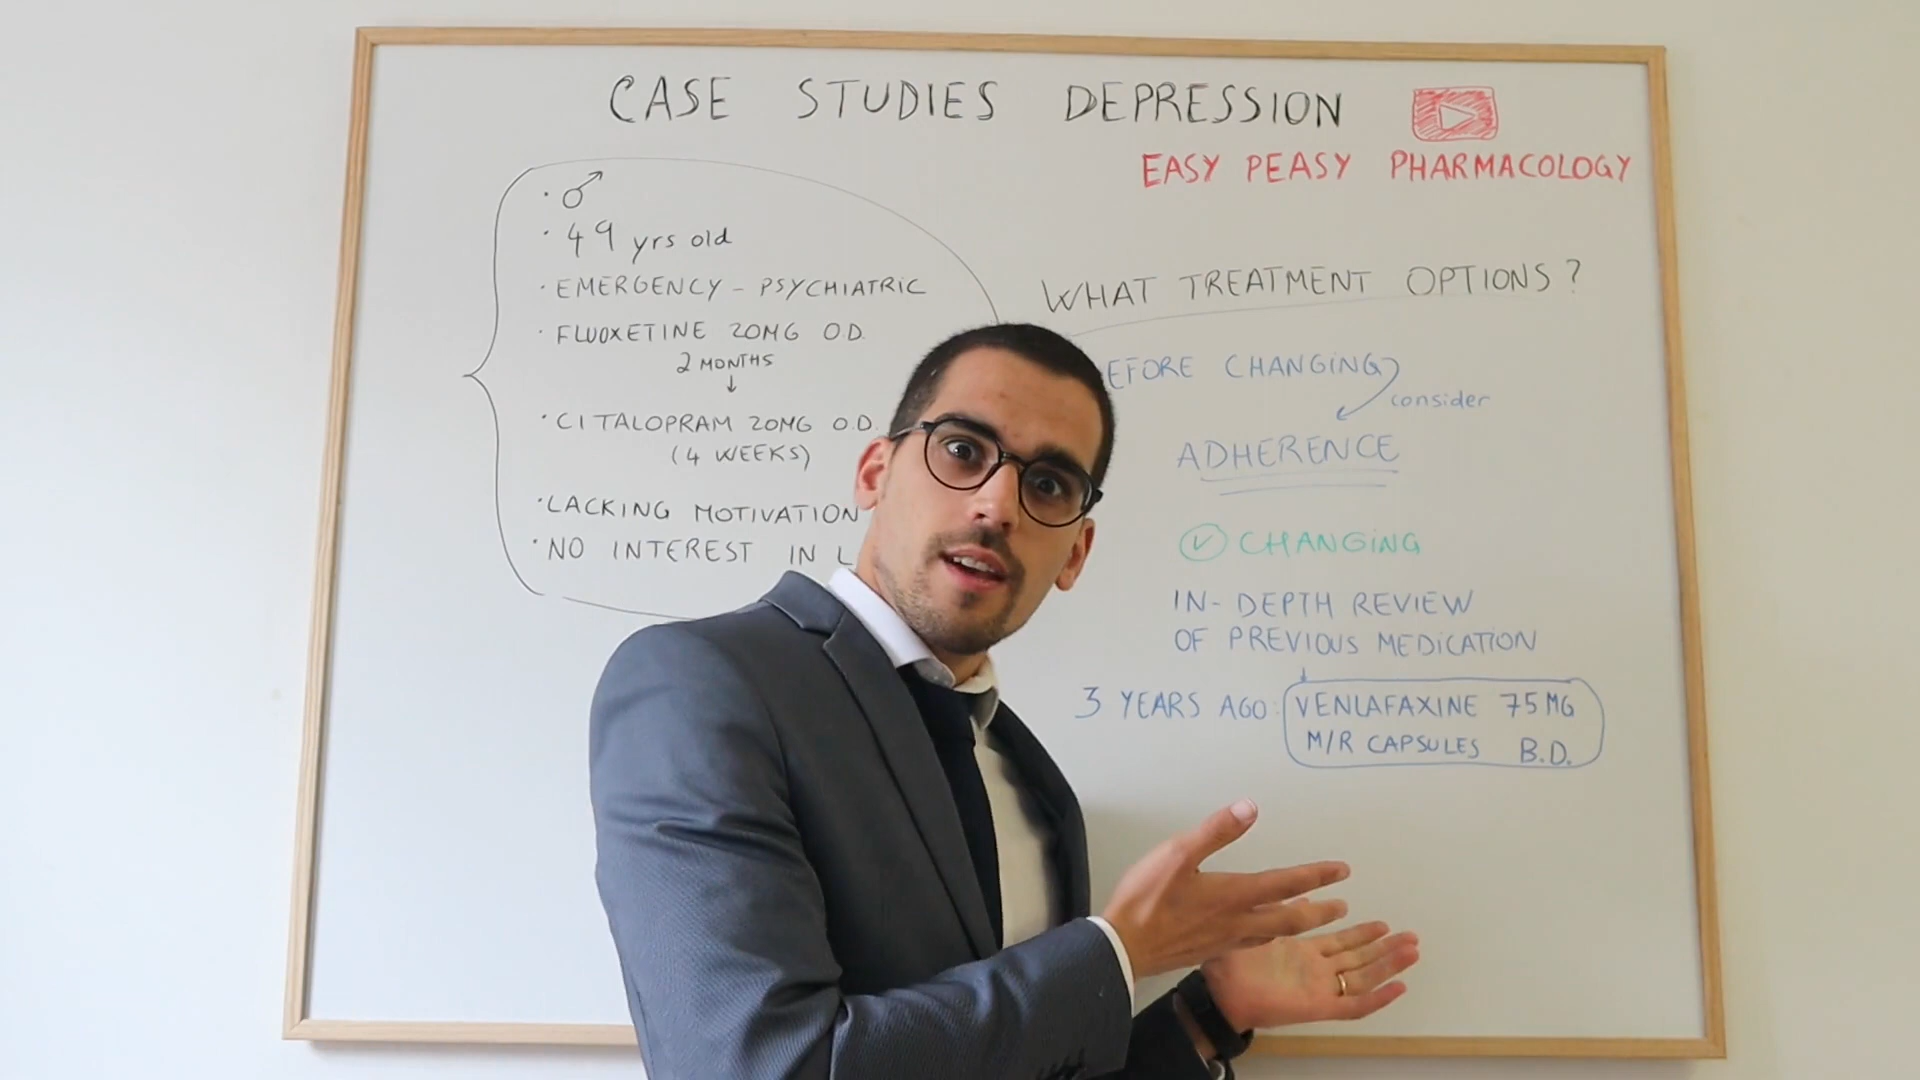 CASE STUDIES DEPRESSION
EASY PEASY PHARMACOLOGY
· ♂
· 49 yrs old
· EMERGENCY - PSYCHIATRIC
· FLUOXETINE 20MG O.D.
2 MONTHS
↓
· CITALOPRAM 20MG O.D.
(4 WEEKS)
· LACKING MOTIVATION
· NO INTEREST IN L
WHAT TREATMENT OPTIONS?
EFORE CHANGING
consider
ADHERENCE
✓ CHANGING
IN-DEPTH REVIEW
OF PREVIOUS MEDICATION
3 YEARS AGO: VENLAFAXINE 75MG
M/R CAPSULES B.D.